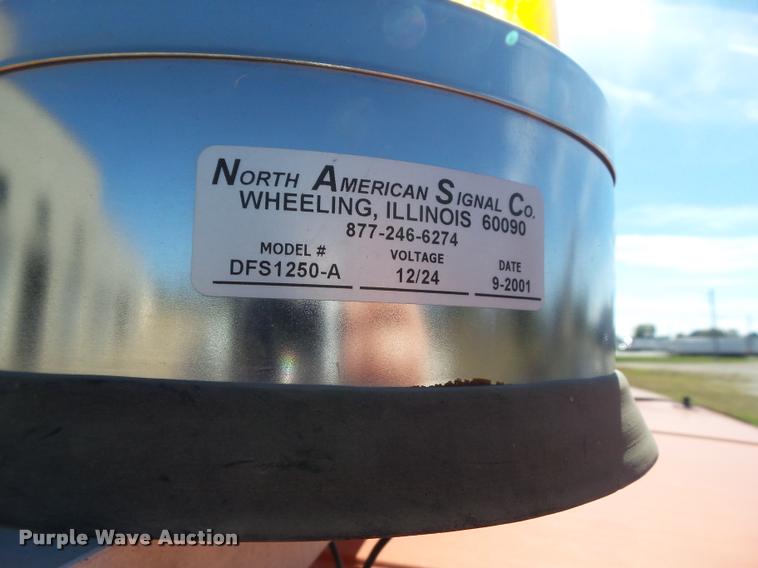 NORTH AMERICAN SIGNAL CO.
WHEELING, ILLINOIS 60090
877-246-6274
MODEL # VOLTAGE DATE
DFS1250-A 12/24 9-2001
Purple Wave Auction